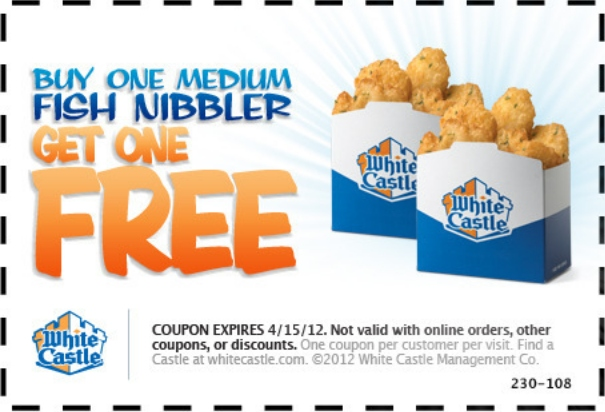 BUY ONE MEDIUM
FISH NIBBLER
GET ONE
FREE
White
Castle
White
Castle
White
Castle
COUPON EXPIRES 4/15/12. Not valid with online orders, other
coupons, or discounts. One coupon per customer per visit. Find a
Castle at whitecastle.com. ©2012 White Castle Management Co.
230-108